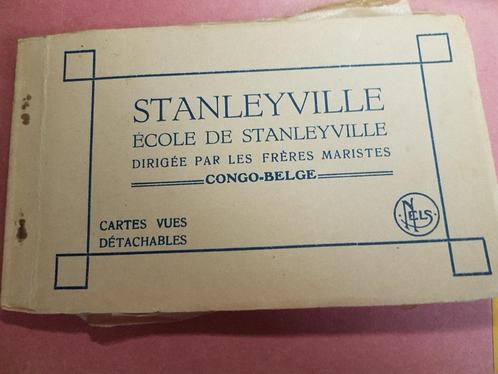 STANLEYVILLE
ÉCOLE DE STANLEYVILLE
DIRIGÉE PAR LES FRÈRES MARISTES
CONGO-BELGE
CARTES VUES
DÉTACHABLES
NELS